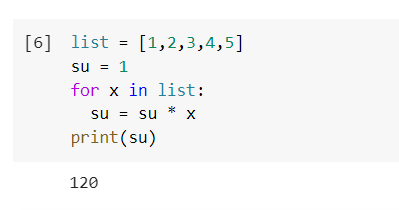 [6] list = [1,2,3,4,5]
su = 1
for x in list:
  su = su * x
print(su)
120